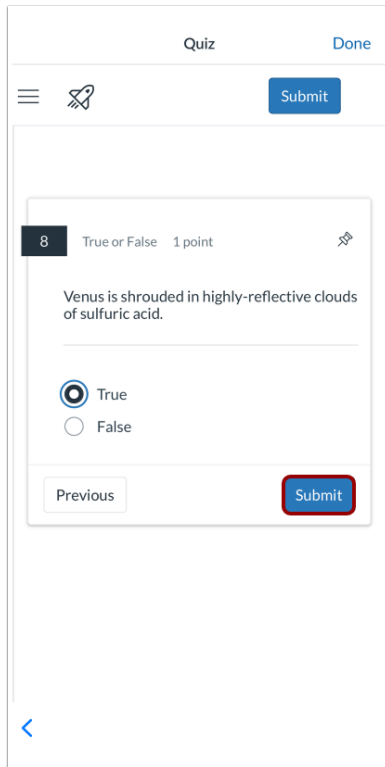 Quiz
Done
Submit
8
True or False 1 point
Venus is shrouded in highly-reflective clouds
of sulfuric acid.
True
False
Previous
Submit